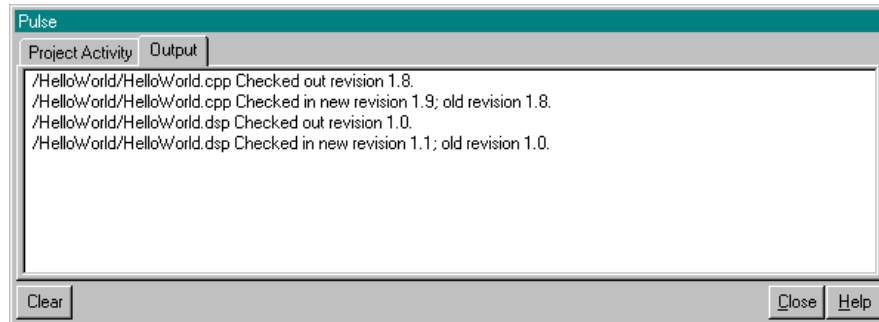 Pulse
Project Activity Output
/HelloWorld/HelloWorld.cpp Checked out revision 1.8.
/HelloWorld/HelloWorld.cpp Checked in new revision 1.9; old revision 1.8.
/HelloWorld/HelloWorld.dsp Checked out revision 1.0.
/HelloWorld/HelloWorld.dsp Checked in new revision 1.1; old revision 1.0.
Clear Close Help